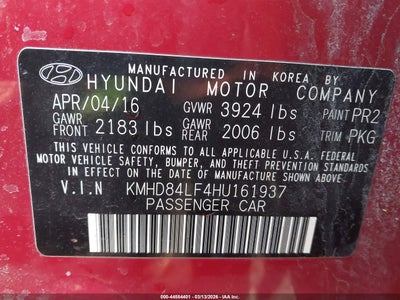 MANUFACTURED IN KOREA BY
HYUNDAI MOTOR COMPANY
APR/04/16 GVWR 3924 lbs PAINT PR2
GAWR FRONT 2183 lbs GAWR REAR 2006 lbs TRIM PKG
THIS VEHICLE CONFORMS TO ALL APPLICABLE U.S.A. FEDERAL
MOTOR VEHICLE SAFETY, BUMPER, AND THEFT PREVENTION STANDARDS
IN EFFECT ON THE DATE OF MANUFACTURE SHOWN ABOVE.
V.I.N KMHD84LF4HU161937
PASSENGER CAR
000-44584401 - 03/13/2026 - IAA, Inc.